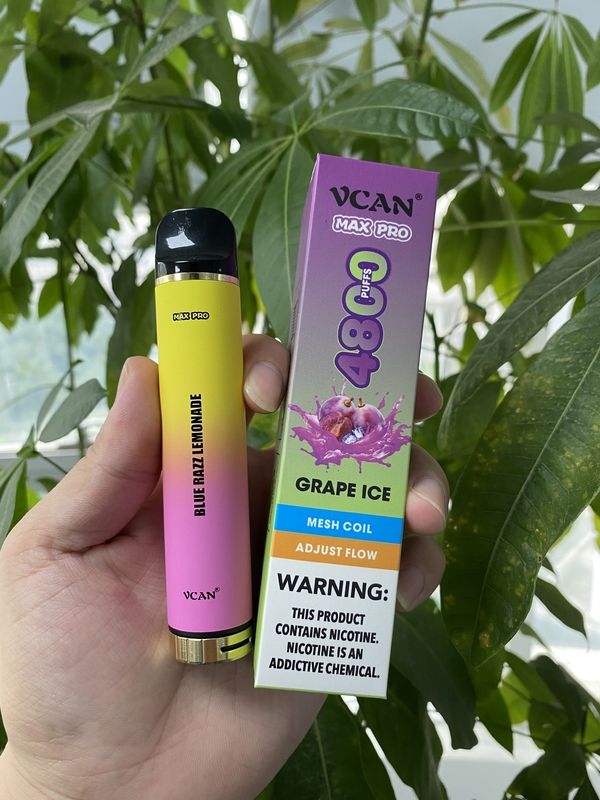 MAX PRO
BLUE RAZZ LEMONADE
VCAN®
VCAN®
MAX PRO
4800
PUFFS
GRAPE ICE
MESH COIL
ADJUST FLOW
WARNING:
THIS PRODUCT
CONTAINS NICOTINE.
NICOTINE IS AN
ADDICTIVE CHEMICAL.